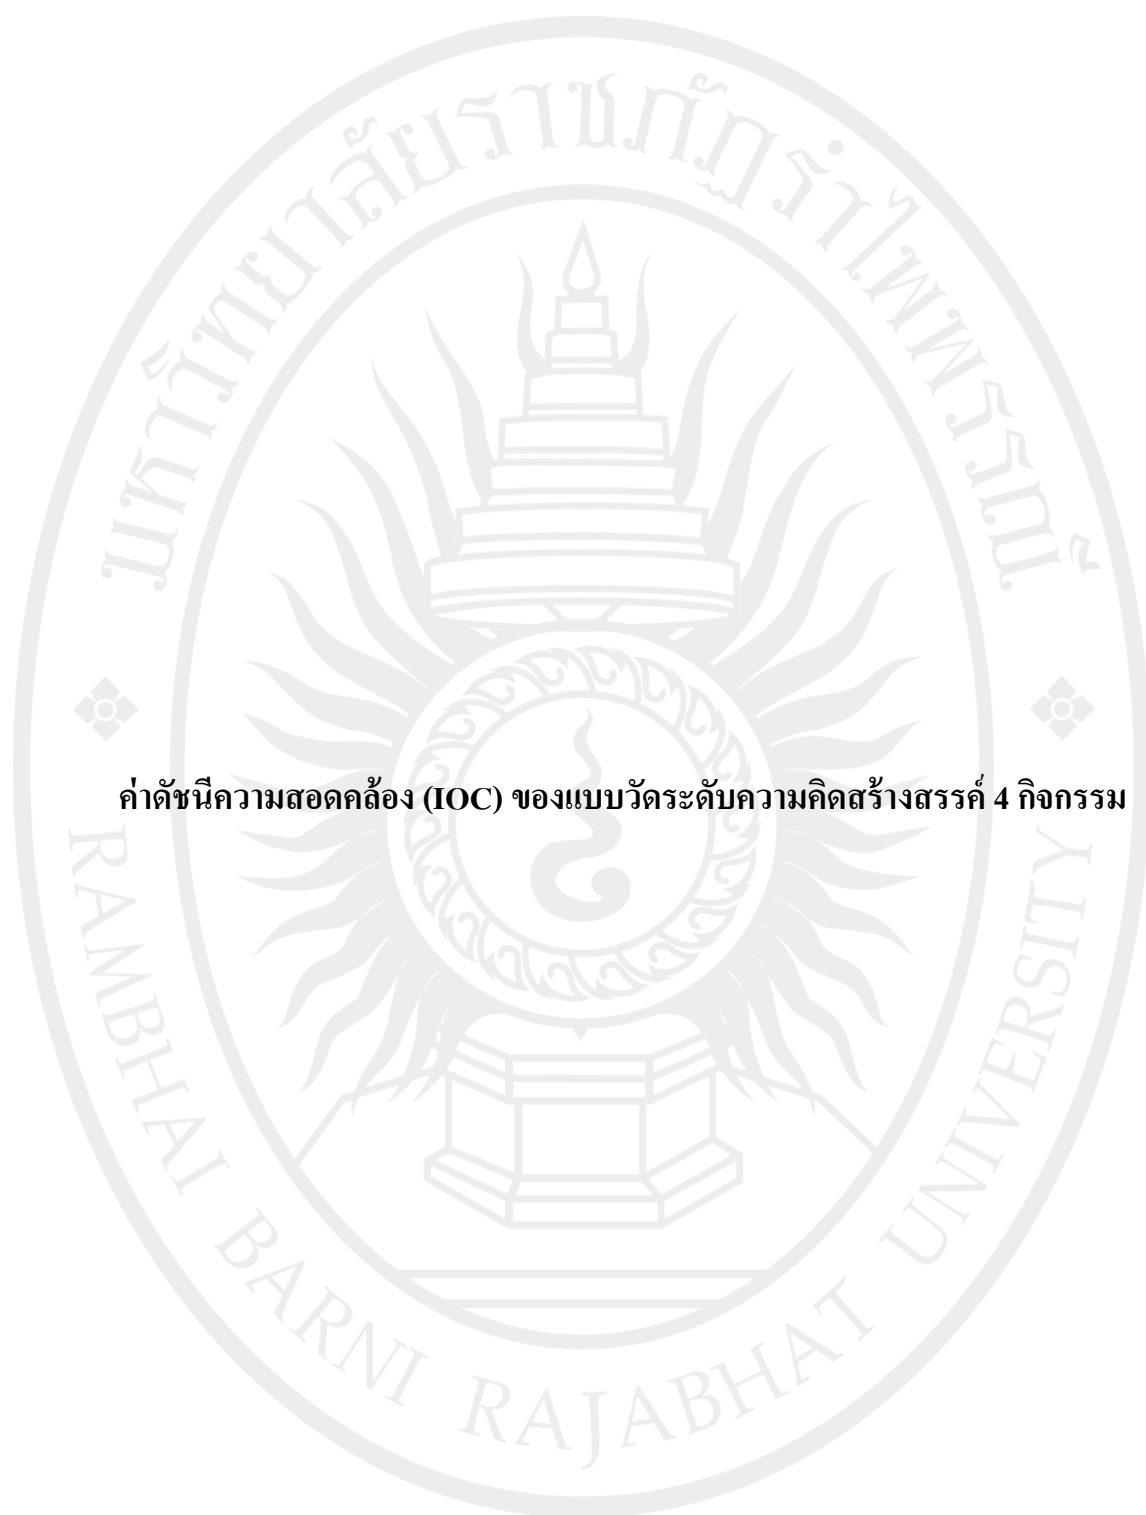 มหาวิทยาลัยราชภัฏรำไพพรรณี
ค่าดัชนีความสอดคล้อง (IOC) ของแบบวัดระดับความคิดสร้างสรรค์ 4 กิจกรรม
RAMBHAI BARNI RAJABHAT UNIVERSITY